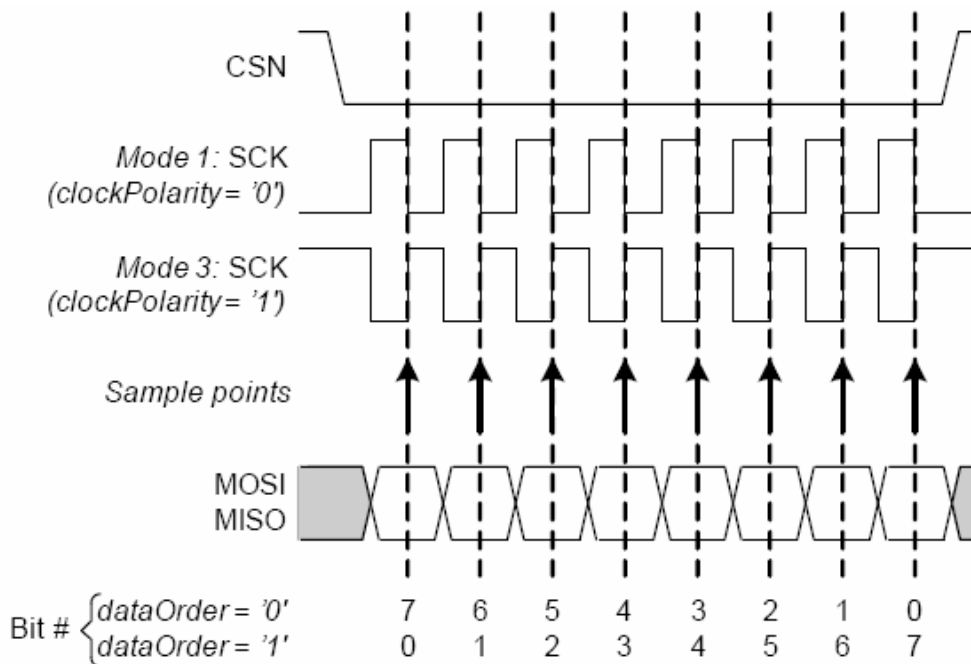 CSN
Mode 1: SCK
(clockPolarity = '0')
Mode 3: SCK
(clockPolarity = '1')
Sample points
MOSI
MISO
Bit # { dataOrder = '0' 7 6 5 4 3 2 1 0
dataOrder = '1' 0 1 2 3 4 5 6 7